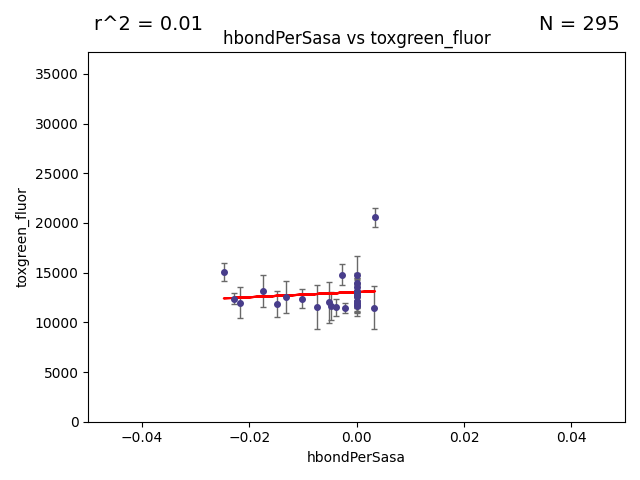 r^2 = 0.01
N = 295
hbondPerSasa vs toxgreen_fluor
35000
30000
25000
20000
15000
10000
5000
0
toxgreen_fluor
−0.04
−0.02
0.00
0.02
0.04
hbondPerSasa